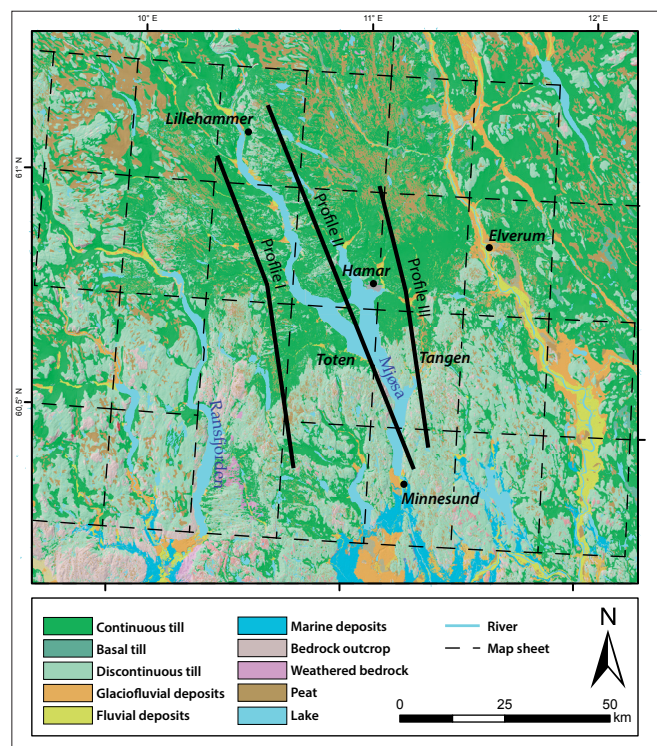 10° E
11° E
12° E
61° N
60,5°
Lillehammer
Elverum
Hamar
Toten
Tangen
Minnesund
Mjøsa
Ransfjorden
Profile I
Profile II
Profile III
Continuous till
Basal till
Discontinuous till
Glaciofluvial deposits
Fluvial deposits
Marine deposits
Bedrock outcrop
Weathered bedrock
Peat
Lake
River
Map sheet
N
0 25 50
km